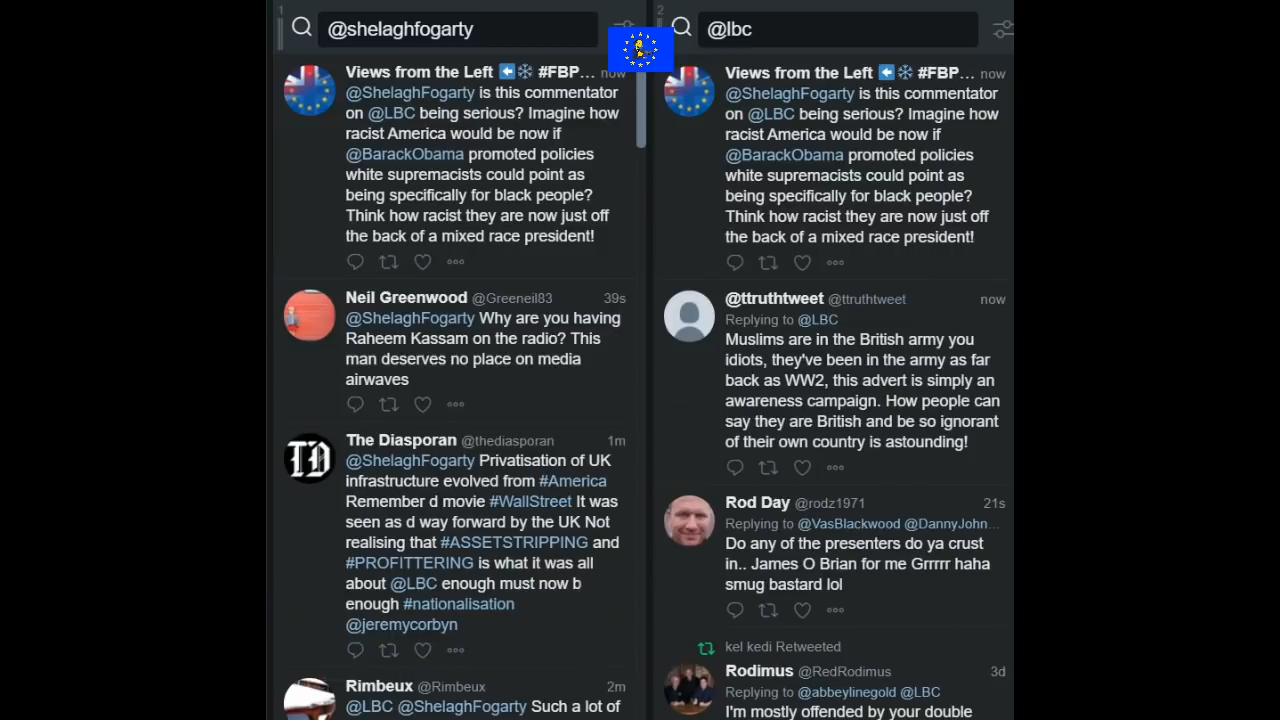 1
@shelaghfogarty
Views from the Left ⬅️❄️ #FBP... now
@ShelaghFogarty is this commentator
on @LBC being serious? Imagine how
racist America would be now if
@BarackObama promoted policies
white supremacists could point as
being specifically for black people?
Think how racist they are now just off
the back of a mixed race president!
Neil Greenwood @Greeneil83 39s
@ShelaghFogarty Why are you having
Raheem Kassam on the radio? This
man deserves no place on media
airwaves
TD
The Diasporan @thediasporan 1m
@ShelaghFogarty Privatisation of UK
infrastructure evolved from #America
Remember d movie #WallStreet It was
seen as d way forward by the UK Not
realising that #ASSETSTRIPPING and
#PROFITTERING is what it was all
about @LBC enough must now b
enough #nationalisation
@jeremycorbyn
Rimbeux @Rimbeux 2m
@LBC @ShelaghFogarty Such a lot of
2
@lbc
Views from the Left ⬅️❄️ #FBP... now
@ShelaghFogarty is this commentator
on @LBC being serious? Imagine how
racist America would be now if
@BarackObama promoted policies
white supremacists could point as
being specifically for black people?
Think how racist they are now just off
the back of a mixed race president!
@ttruthtweet @ttruthtweet now
Replying to @LBC
Muslims are in the British army you
idiots, they've been in the army as far
back as WW2, this advert is simply an
awareness campaign. How people can
say they are British and be so ignorant
of their own country is astounding!
Rod Day @rodz1971 21s
Replying to @VasBlackwood @DannyJohn...
Do any of the presenters do ya crust
in.. James O Brian for me Grrrrr haha
smug bastard lol
kel kedi Retweeted
Rodimus @RedRodimus 3d
Replying to @abbeylinegold @LBC
I'm mostly offended by your double